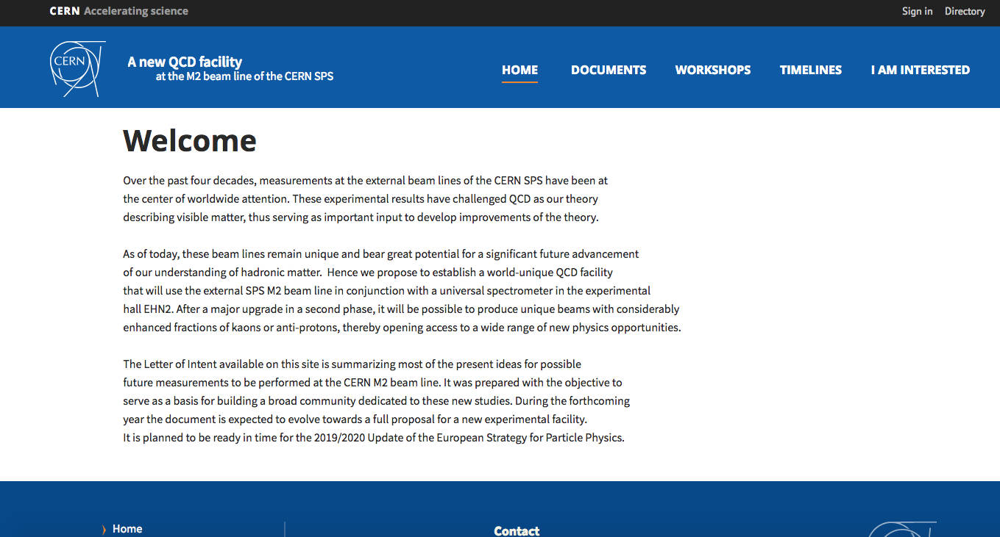 CERN Accelerating science
Sign in Directory
CERN
A new QCD facility
at the M2 beam line of the CERN SPS
HOME DOCUMENTS WORKSHOPS TIMELINES I AM INTERESTED
Welcome
Over the past four decades, measurements at the external beam lines of the CERN SPS have been at
the center of worldwide attention. These experimental results have challenged QCD as our theory
describing visible matter, thus serving as important input to develop improvements of the theory.
As of today, these beam lines remain unique and bear great potential for a significant future advancement
of our understanding of hadronic matter.  Hence we propose to establish a world-unique QCD facility
that will use the external SPS M2 beam line in conjunction with a universal spectrometer in the experimental
hall EHN2. After a major upgrade in a second phase, it will be possible to produce unique beams with considerably
enhanced fractions of kaons or anti-protons, thereby opening access to a wide range of new physics opportunities.
The Letter of Intent available on this site is summarizing most of the present ideas for possible
future measurements to be performed at the CERN M2 beam line. It was prepared with the objective to
serve as a basis for building a broad community dedicated to these new studies. During the forthcoming
year the document is expected to evolve towards a full proposal for a new experimental facility.
It is planned to be ready in time for the 2019/2020 Update of the European Strategy for Particle Physics.
Home
Contact